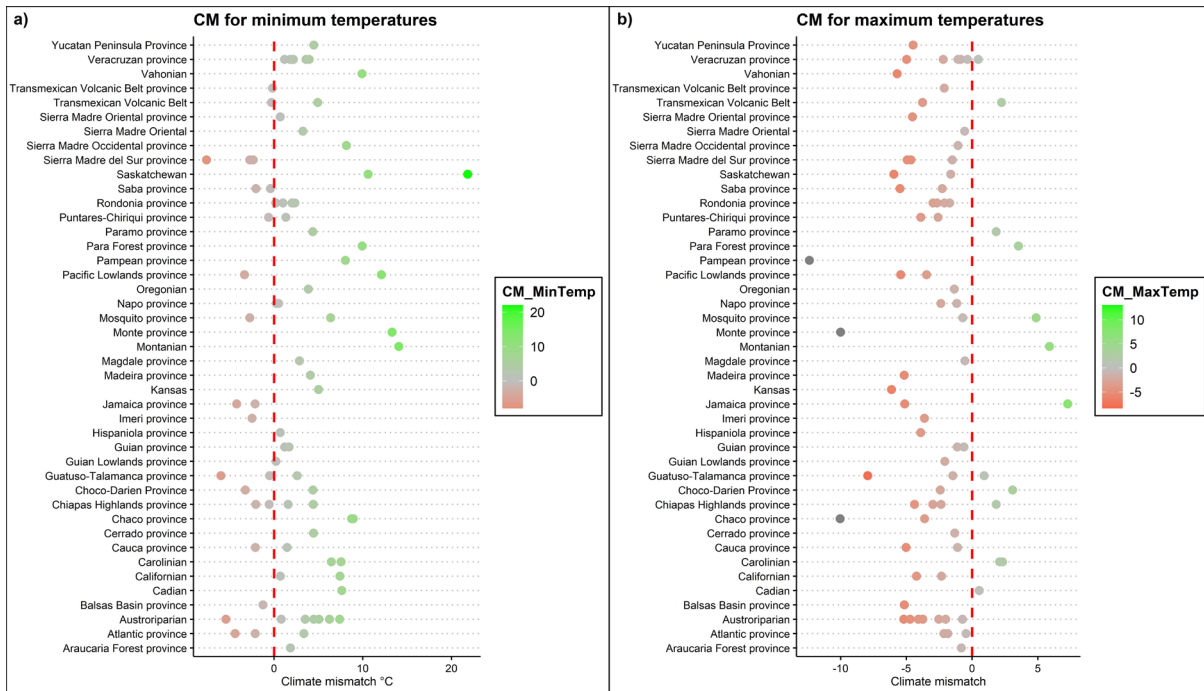 a)
CM for minimum temperatures
Yucatan Peninsula Province
Veracruzan province
Vahonian
Transmexican Volcanic Belt province
Transmexican Volcanic Belt
Sierra Madre Oriental province
Sierra Madre Oriental
Sierra Madre Occidental province
Sierra Madre del Sur province
Saskatchewan
Saba province
Rondonia province
Puntares-Chiriqui province
Paramo province
Para Forest province
Pampean province
Pacific Lowlands province
Oregonian
Napo province
Mosquito province
Monte province
Montanian
Magdale province
Madeira province
Kansas
Jamaica province
Imeri province
Hispaniola province
Guian province
Guian Lowlands province
Guatuso-Talamanca province
Choco-Darien Province
Chiapas Highlands province
Chaco province
Cerrado province
Cauca province
Carolinian
Californian
Cadian
Balsas Basin province
Austroriparian
Atlantic province
Araucaria Forest province
0
10
20
Climate mismatch °C
CM_MinTemp
20
10
0
b)
CM for maximum temperatures
Yucatan Peninsula Province
Veracruzan province
Vahonian
Transmexican Volcanic Belt province
Transmexican Volcanic Belt
Sierra Madre Oriental province
Sierra Madre Oriental
Sierra Madre Occidental province
Sierra Madre del Sur province
Saskatchewan
Saba province
Rondonia province
Puntares-Chiriqui province
Paramo province
Para Forest province
Pampean province
Pacific Lowlands province
Oregonian
Napo province
Mosquito province
Monte province
Montanian
Magdale province
Madeira province
Kansas
Jamaica province
Imeri province
Hispaniola province
Guian province
Guian Lowlands province
Guatuso-Talamanca province
Choco-Darien Province
Chiapas Highlands province
Chaco province
Cerrado province
Cauca province
Carolinian
Californian
Cadian
Balsas Basin province
Austroriparian
Atlantic province
Araucaria Forest province
-10
-5
0
5
Climate mismatch
CM_MaxTemp
10
5
0
-5